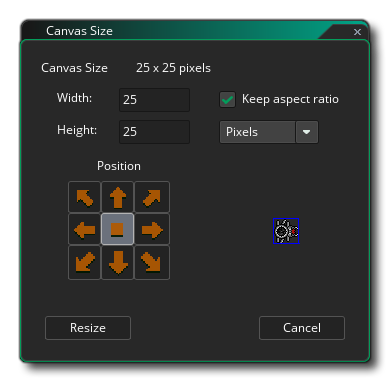 Canvas Size
Canvas Size 25 x 25 pixels
Width: 25 Keep aspect ratio
Height: 25 Pixels
Position
Resize Cancel